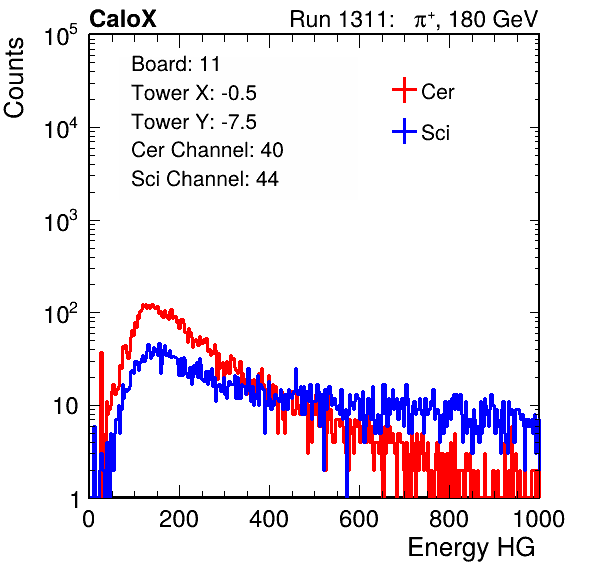 CaloX Run 1311: π⁺, 180 GeV
Counts
10⁵
10⁴
10³
10²
10
1
Board: 11
Tower X: -0.5
Tower Y: -7.5
Cer Channel: 40
Sci Channel: 44
Cer
Sci
0 200 400 600 800 1000
Energy HG